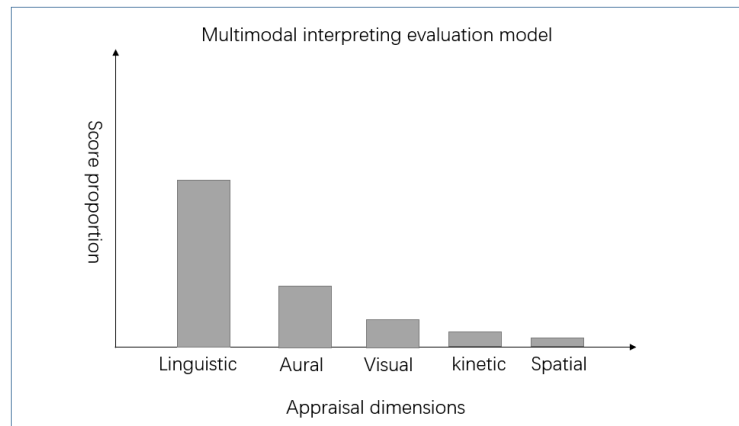 Multimodal interpreting evaluation model
Score proportion
Linguistic Aural Visual kinetic Spatial
Appraisal dimensions